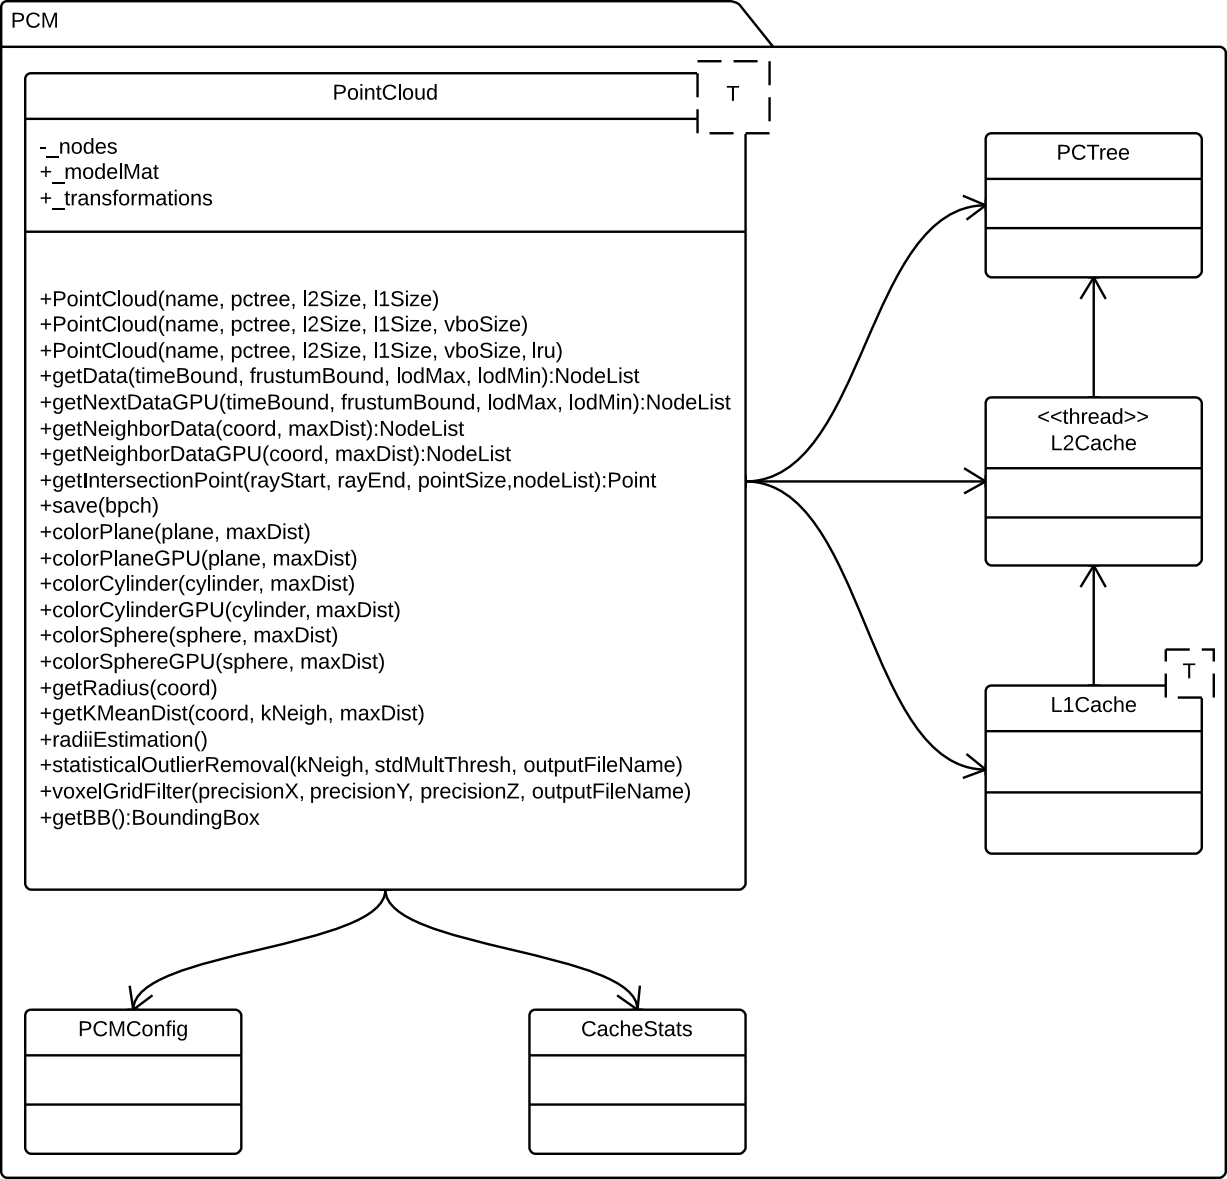 PCM
PointCloud
T
-_nodes
+_modelMat
+_transformations
+PointCloud(name, pctree, l2Size, l1Size)
+PointCloud(name, pctree, l2Size, l1Size, vboSize)
+PointCloud(name, pctree, l2Size, l1Size, vboSize, lru)
+getData(timeBound, frustumBound, lodMax, lodMin):NodeList
+getNextDataGPU(timeBound, frustumBound, lodMax, lodMin):NodeList
+getNeighborData(coord, maxDist):NodeList
+getNeighborDataGPU(coord, maxDist):NodeList
+getIntersectionPoint(rayStart, rayEnd, pointSize,nodeList):Point
+save(bpch)
+colorPlane(plane, maxDist)
+colorPlaneGPU(plane, maxDist)
+colorCylinder(cylinder, maxDist)
+colorCylinderGPU(cylinder, maxDist)
+colorSphere(sphere, maxDist)
+colorSphereGPU(sphere, maxDist)
+getRadius(coord)
+getKMeanDist(coord, kNeigh, maxDist)
+radiiEstimation()
+statisticalOutlierRemoval(kNeigh, stdMultThresh, outputFileName)
+voxelGridFilter(precisionX, precisionY, precisionZ, outputFileName)
+getBB():BoundingBox
PCTree
<<thread>>
L2Cache
T
L1Cache
PCMConfig
CacheStats